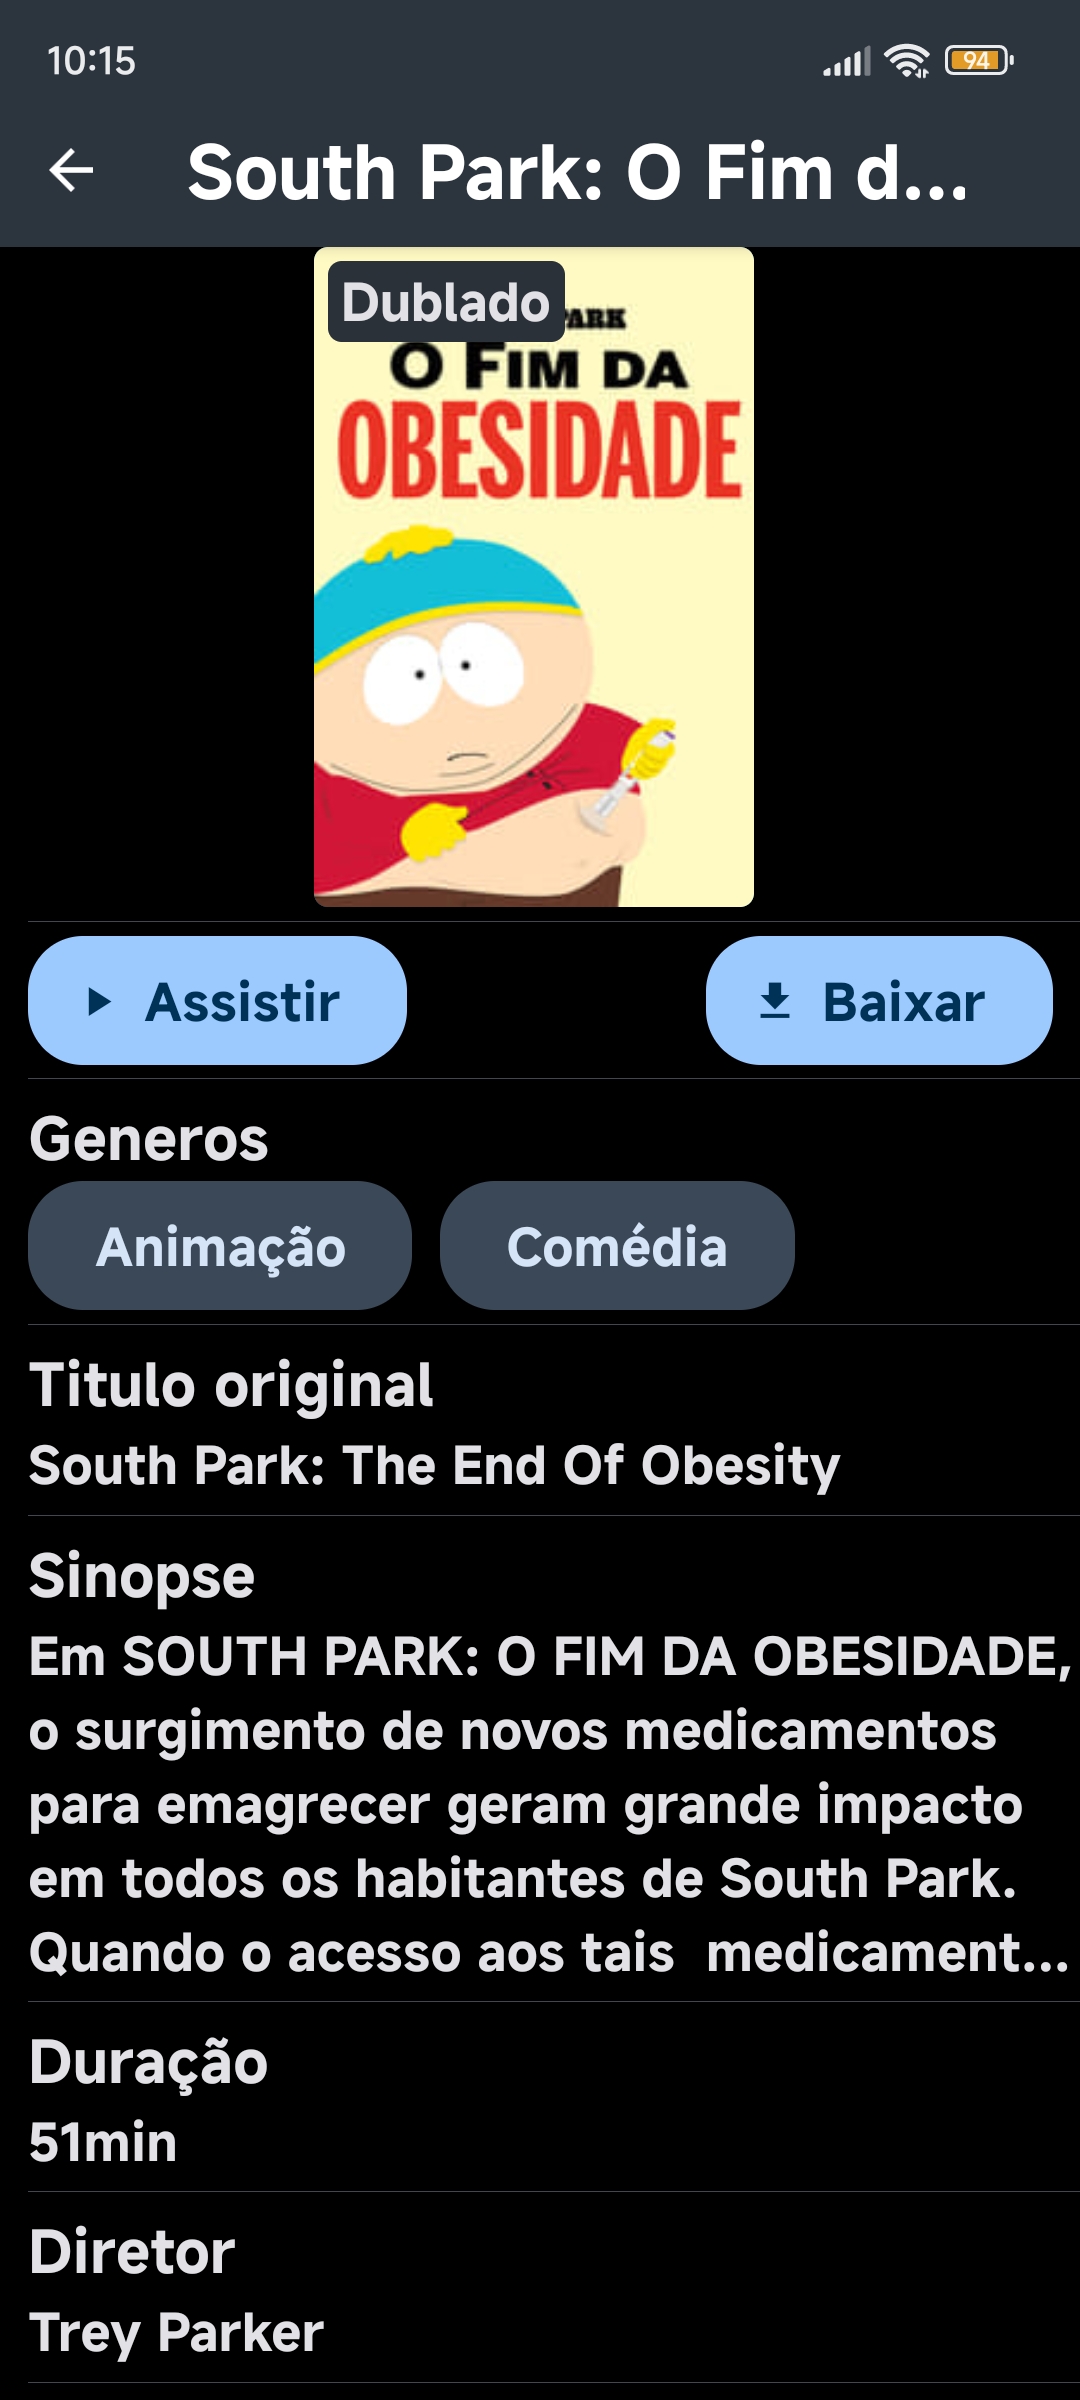 10:15
94
South Park: O Fim d...
Dublado
PARK
O FIM DA
OBESIDADE
Assistir
Baixar
Generos
Animação
Comédia
Titulo original
South Park: The End Of Obesity
Sinopse
Em SOUTH PARK: O FIM DA OBESIDADE,
o surgimento de novos medicamentos
para emagrecer geram grande impacto
em todos os habitantes de South Park.
Quando o acesso aos tais  medicament...
Duração
51min
Diretor
Trey Parker